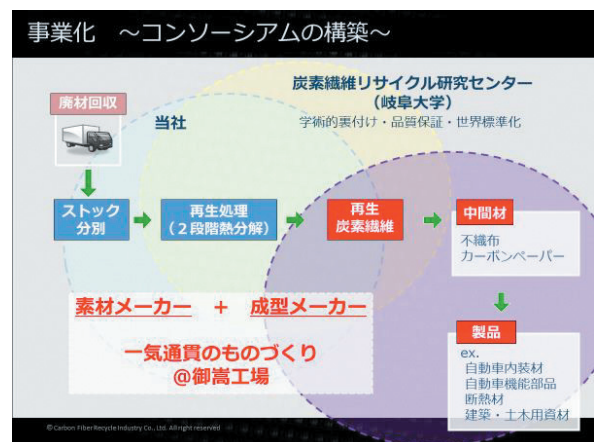 事業化 ～コンソーシアムの構築～
炭素繊維リサイクル研究センター
（岐阜大学）
学術的裏付け・品質保証・世界標準化
廃材回収
当社
ストック
分別
再生処理
（２段階熱分解）
再生
炭素繊維
中間材
不織布
カーボンペーパー
素材メーカー + 成型メーカー
一気通貫のものづくり
@御嵩工場
製品
ex.
自動車内装材
自動車機能部品
断熱材
建築・土木用資材
© Carbon Fiber Recycle Industry Co., Ltd. All right reserved